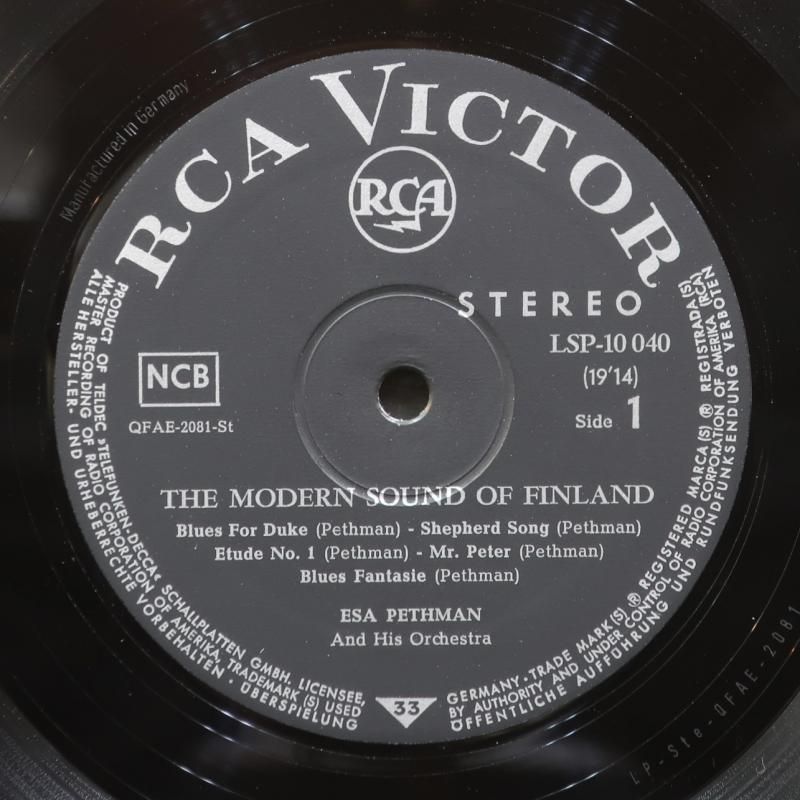 Manufactured in Germany
RCA VICTOR
RCA
STEREO
LSP-10 040
(19'14)
Side 1
NCB
QFAE-2081-St
THE MODERN SOUND OF FINLAND
Blues For Duke (Pethman) - Shepherd Song (Pethman)
Etude No. 1 (Pethman) - Mr. Peter (Pethman)
Blues Fantasie (Pethman)
ESA PETHMAN
And His Orchestra
33
PRODUCT OF TELDEC »TELEFUNKEN-DECCA« SCHALLPLATTEN GMBH. LICENSEE, GERMANY · TRADE MARK(S) ® REGISTERED MARCA(S) ® REGISTRADA(S)
MASTER RECORDING OF RADIO CORPORATION OF AMERIKA, TRADEMARK (S) USED BY AUTHORITY AND UNDER CONTROL OF RADIO CORPORATION OF AMERIKA (RCA)
ALLE HERSTELLER- UND URHEBERRECHTE VORBEHALTEN · ÜBERSPIELUNG ÖFFENTLICHE AUFFÜHRUNG UND RUNDFUNKSENDUNG VERBOTEN
LP-Ste-QFAE-2081